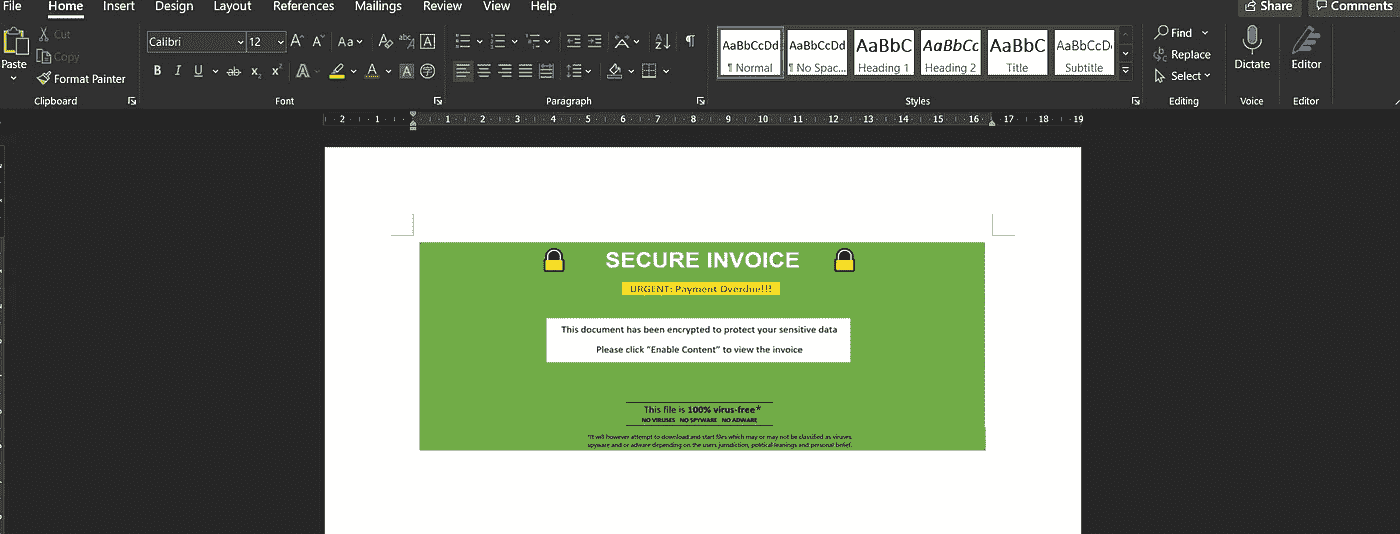 File Home Insert Design Layout References Mailings Review View Help Share Comments
Cut
Copy
Paste
Format Painter
Clipboard
Calibri 12 A A Aa A abc A
B I U ab x₂ x² A A A
Font
Paragraph
AaBbCcDd AaBbCcDd AaBbC AaBbCc AaBbC AaBbCcD
¶ Normal ¶ No Spac... Heading 1 Heading 2 Title Subtitle
Styles
Find
Replace
Select
Editing
Dictate
Voice
Editor
Editor
2 1 1 2 3 4 5 6 7 8 9 10 11 12 13 14 15 16 17 18 19
SECURE INVOICE
URGENT: Payment Overdue!!!
This document has been encrypted to protect your sensitive data
Please click "Enable Content" to view the invoice
This file is 100% virus-free*
NO VIRUSES NO SPYWARE NO ADWARE
*It will however attempt to download and start files which may or may not be classified as viruses,
spyware and or adware depending on the users jurisdiction, political leanings and personal belief.